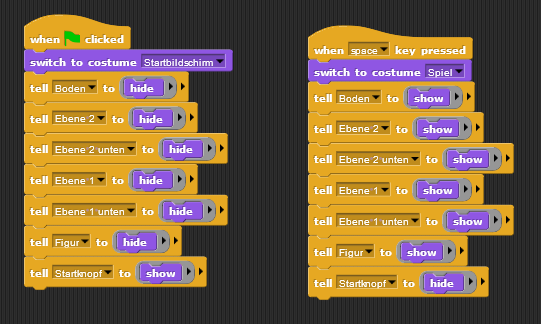 when clicked
switch to costume Startbildschirm
tell Boden to hide
tell Ebene 2 to hide
tell Ebene 2 unten to hide
tell Ebene 1 to hide
tell Ebene 1 unten to hide
tell Figur to hide
tell Startknopf to show
when space key pressed
switch to costume Spiel
tell Boden to show
tell Ebene 2 to show
tell Ebene 2 unten to show
tell Ebene 1 to show
tell Ebene 1 unten to show
tell Figur to show
tell Startknopf to hide